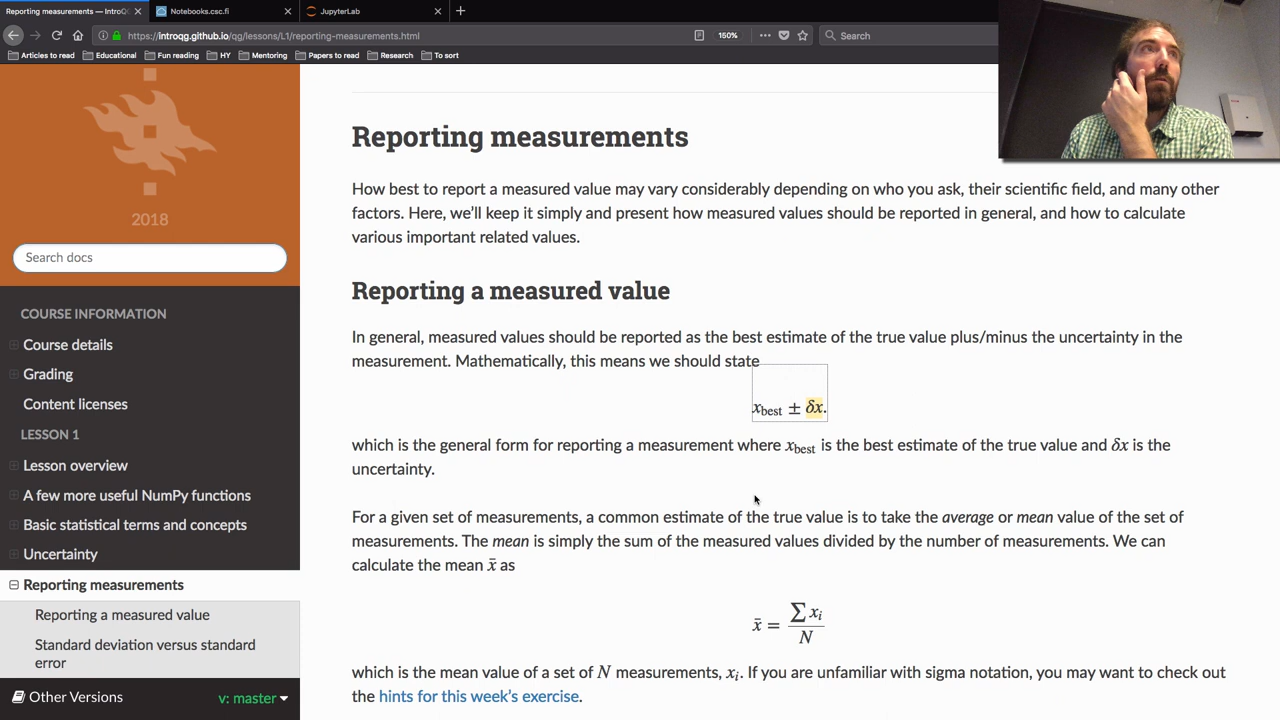 Reporting measurements — IntroQG
Notebooks.csc.fi
JupyterLab
https://introqg.github.io/qg/lessons/L1/reporting-measurements.html
150%
Search
Articles to read
Educational
Fun reading
HY
Mentoring
Papers to read
Research
To sort
2018
Search docs
COURSE INFORMATION
Course details
Grading
Content licenses
LESSON 1
Lesson overview
A few more useful NumPy functions
Basic statistical terms and concepts
Uncertainty
Reporting measurements
Reporting a measured value
Standard deviation versus standard
error
Other Versions
v: master
Reporting measurements
How best to report a measured value may vary considerably depending on who you ask, their scientific field, and many other
factors. Here, we’ll keep it simply and present how measured values should be reported in general, and how to calculate
various important related values.
Reporting a measured value
In general, measured values should be reported as the best estimate of the true value plus/minus the uncertainty in the
measurement. Mathematically, this means we should state
x_best ± δx.
which is the general form for reporting a measurement where x_best is the best estimate of the true value and δx is the
uncertainty.
For a given set of measurements, a common estimate of the true value is to take the average or mean value of the set of
measurements. The mean is simply the sum of the measured values divided by the number of measurements. We can
calculate the mean x̄ as
x̄ = ∑ x_i / N
which is the mean value of a set of N measurements, x_i. If you are unfamiliar with sigma notation, you may want to check out
the hints for this week’s exercise.